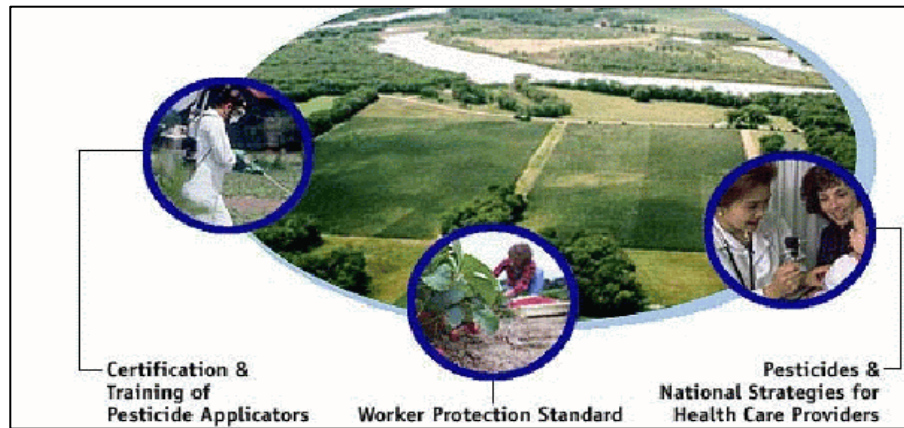 Certification &
Training of
Pesticide Applicators
Worker Protection Standard
Pesticides &
National Strategies for
Health Care Providers